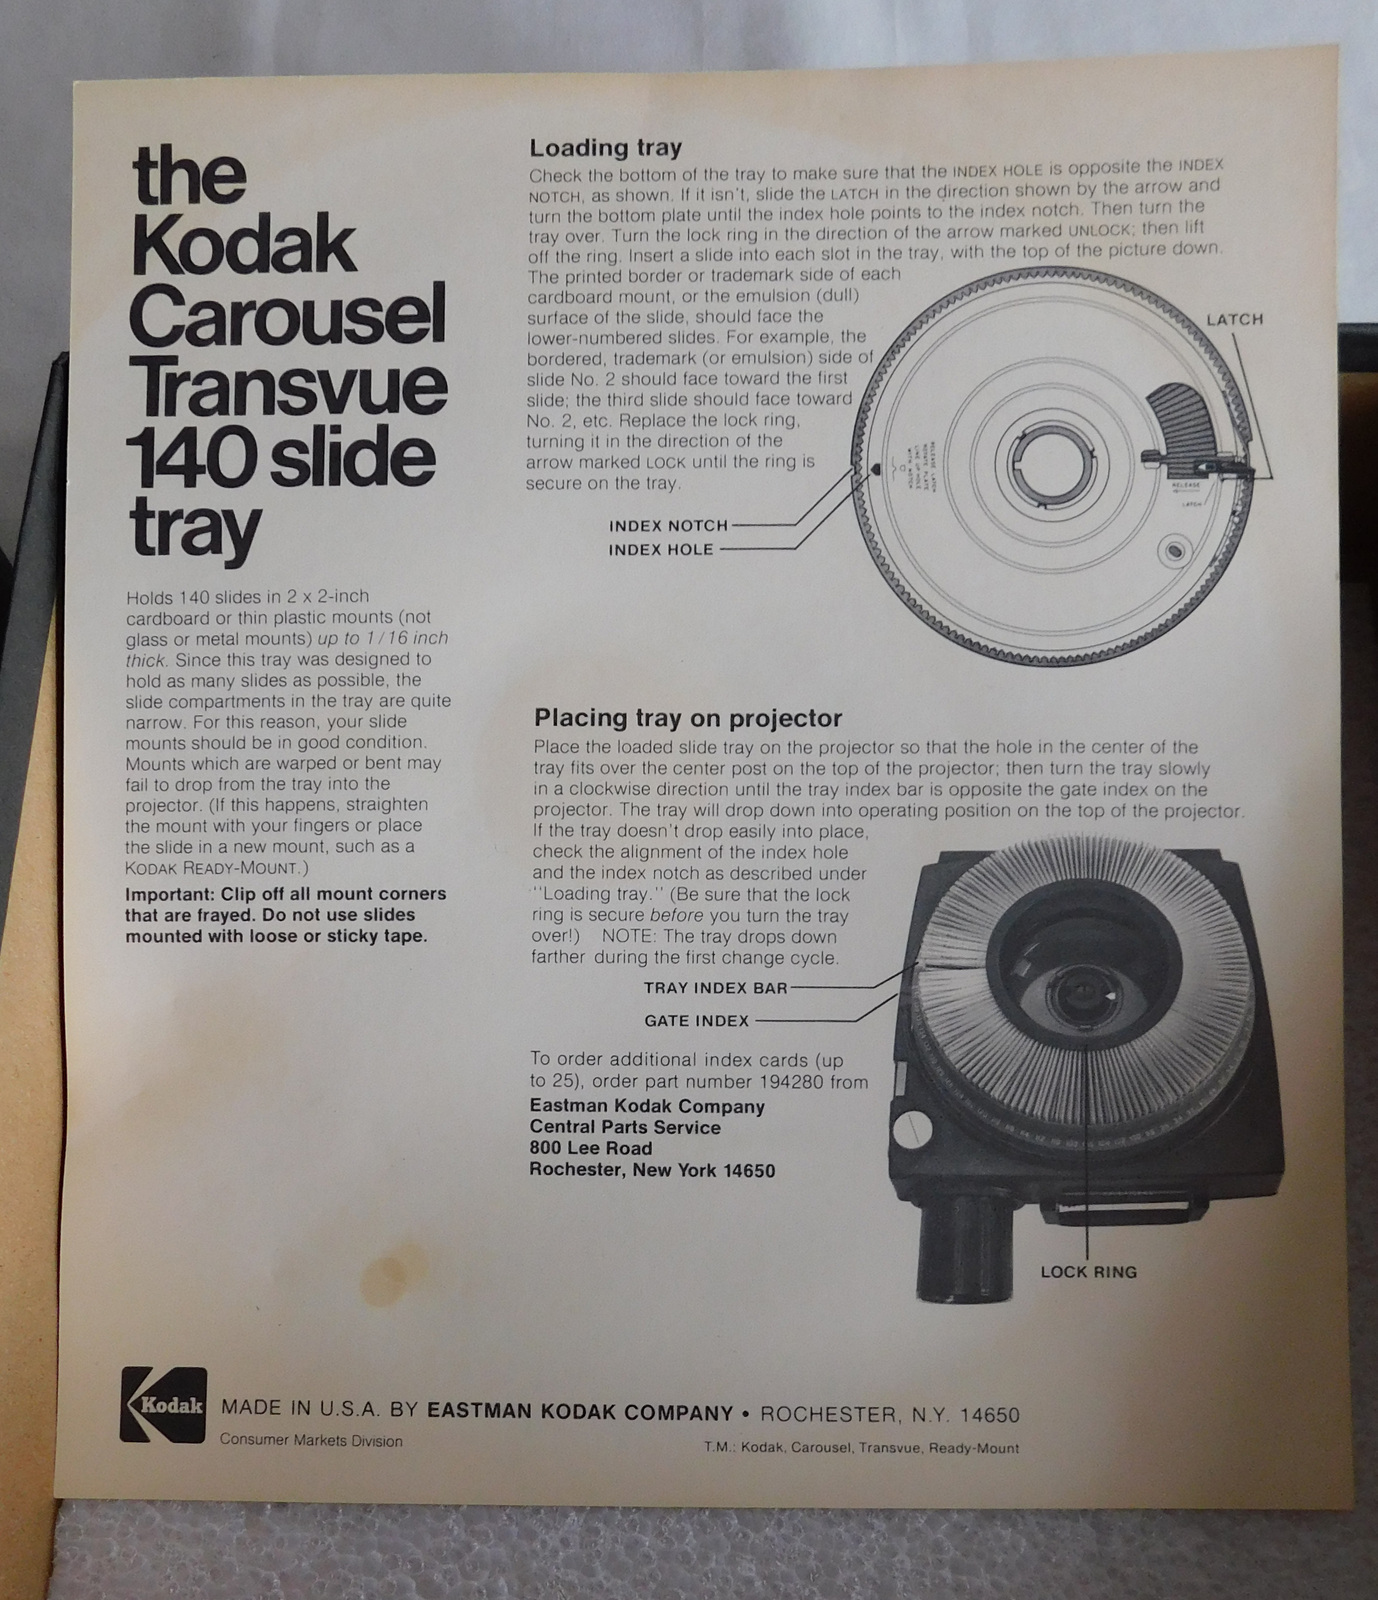 the
Kodak
Carousel
Transvue
140 slide
tray
Holds 140 slides in 2 x 2-inch
cardboard or thin plastic mounts (not
glass or metal mounts) up to 1/16 inch
thick. Since this tray was designed to
hold as many slides as possible, the
slide compartments in the tray are quite
narrow. For this reason, your slide
mounts should be in good condition.
Mounts which are warped or bent may
fail to drop from the tray into the
projector. (If this happens, straighten
the mount with your fingers or place
the slide in a new mount, such as a
KODAK READY-MOUNT.)
Important: Clip off all mount corners
that are frayed. Do not use slides
mounted with loose or sticky tape.
Loading tray
Check the bottom of the tray to make sure that the INDEX HOLE is opposite the INDEX
NOTCH, as shown. If it isn't, slide the LATCH in the direction shown by the arrow and
turn the bottom plate until the index hole points to the index notch. Then turn the
tray over. Turn the lock ring in the direction of the arrow marked UNLOCK; then lift
off the ring. Insert a slide into each slot in the tray, with the top of the picture down.
The printed border or trademark side of each
cardboard mount, or the emulsion (dull)
surface of the slide, should face the
lower-numbered slides. For example, the
bordered, trademark (or emulsion) side of
slide No. 2 should face toward the first
slide; the third slide should face toward
No. 2, etc. Replace the lock ring,
turning it in the direction of the
arrow marked LOCK until the ring is
secure on the tray.
LATCH
RELEASE LATCH
ROTATE PLATE
LINE UP HOLE
WITH NOTCH
RELEASE
LATCH
INDEX NOTCH
INDEX HOLE
Placing tray on projector
Place the loaded slide tray on the projector so that the hole in the center of the
tray fits over the center post on the top of the projector; then turn the tray slowly
in a clockwise direction until the tray index bar is opposite the gate index on the
projector. The tray will drop down into operating position on the top of the projector.
If the tray doesn't drop easily into place,
check the alignment of the index hole
and the index notch as described under
"Loading tray." (Be sure that the lock
ring is secure before you turn the tray
over!) NOTE: The tray drops down
farther during the first change cycle.
TRAY INDEX BAR
GATE INDEX
To order additional index cards (up
to 25), order part number 194280 from
Eastman Kodak Company
Central Parts Service
800 Lee Road
Rochester, New York 14650
LOCK RING
Kodak
MADE IN U.S.A. BY EASTMAN KODAK COMPANY • ROCHESTER, N.Y. 14650
Consumer Markets Division
T.M.: Kodak, Carousel, Transvue, Ready-Mount